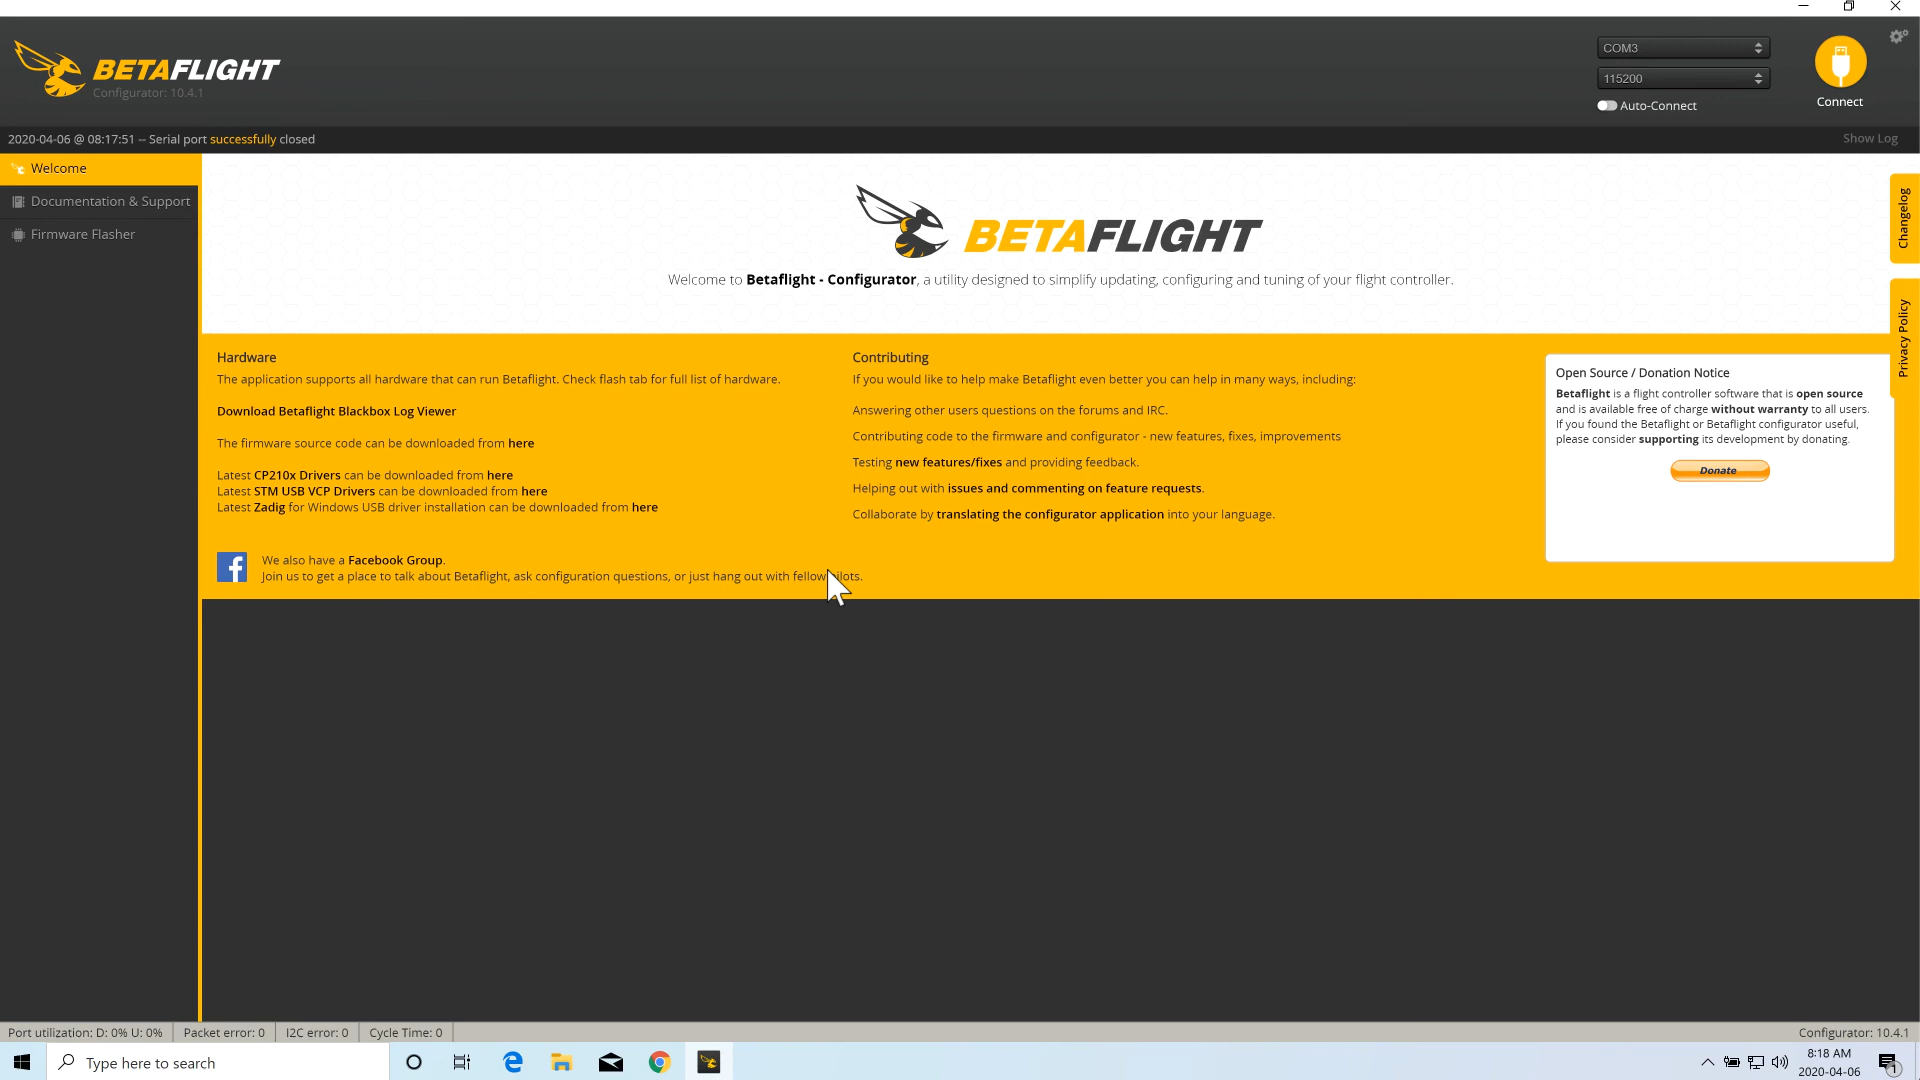 BETAFLIGHT
Configurator: 10.4.1
COM3
115200
Auto-Connect
Connect
2020-04-06 @ 08:17:51 -- Serial port successfully closed
Show Log
Welcome
Documentation & Support
Firmware Flasher
BETAFLIGHT
Welcome to Betaflight - Configurator, a utility designed to simplify updating, configuring and tuning of your flight controller.
Changelog
Privacy Policy
Hardware
The application supports all hardware that can run Betaflight. Check flash tab for full list of hardware.
Download Betaflight Blackbox Log Viewer
The firmware source code can be downloaded from here
Latest CP210x Drivers can be downloaded from here
Latest STM USB VCP Drivers can be downloaded from here
Latest Zadig for Windows USB driver installation can be downloaded from here
We also have a Facebook Group.
Join us to get a place to talk about Betaflight, ask configuration questions, or just hang out with fellow pilots.
Contributing
If you would like to help make Betaflight even better you can help in many ways, including:
Answering other users questions on the forums and IRC.
Contributing code to the firmware and configurator - new features, fixes, improvements
Testing new features/fixes and providing feedback.
Helping out with issues and commenting on feature requests.
Collaborate by translating the configurator application into your language.
Open Source / Donation Notice
Betaflight is a flight controller software that is open source
and is available free of charge without warranty to all users.
If you found the Betaflight or Betaflight configurator useful,
please consider supporting its development by donating.
Donate
Port utilization: D: 0% U: 0%
Packet error: 0
I2C error: 0
Cycle Time: 0
Configurator: 10.4.1
Type here to search
8:18 AM
2020-04-06
1